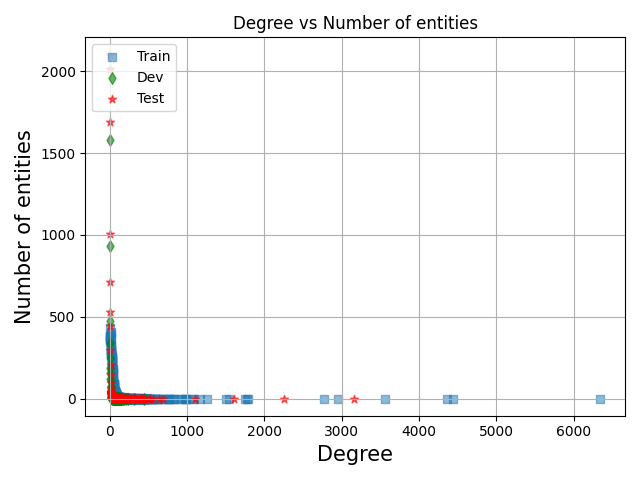 Degree vs Number of entities
Train
Dev
Test
Number of entities
2000
1500
1000
500
0
0 1000 2000 3000 4000 5000 6000
Degree